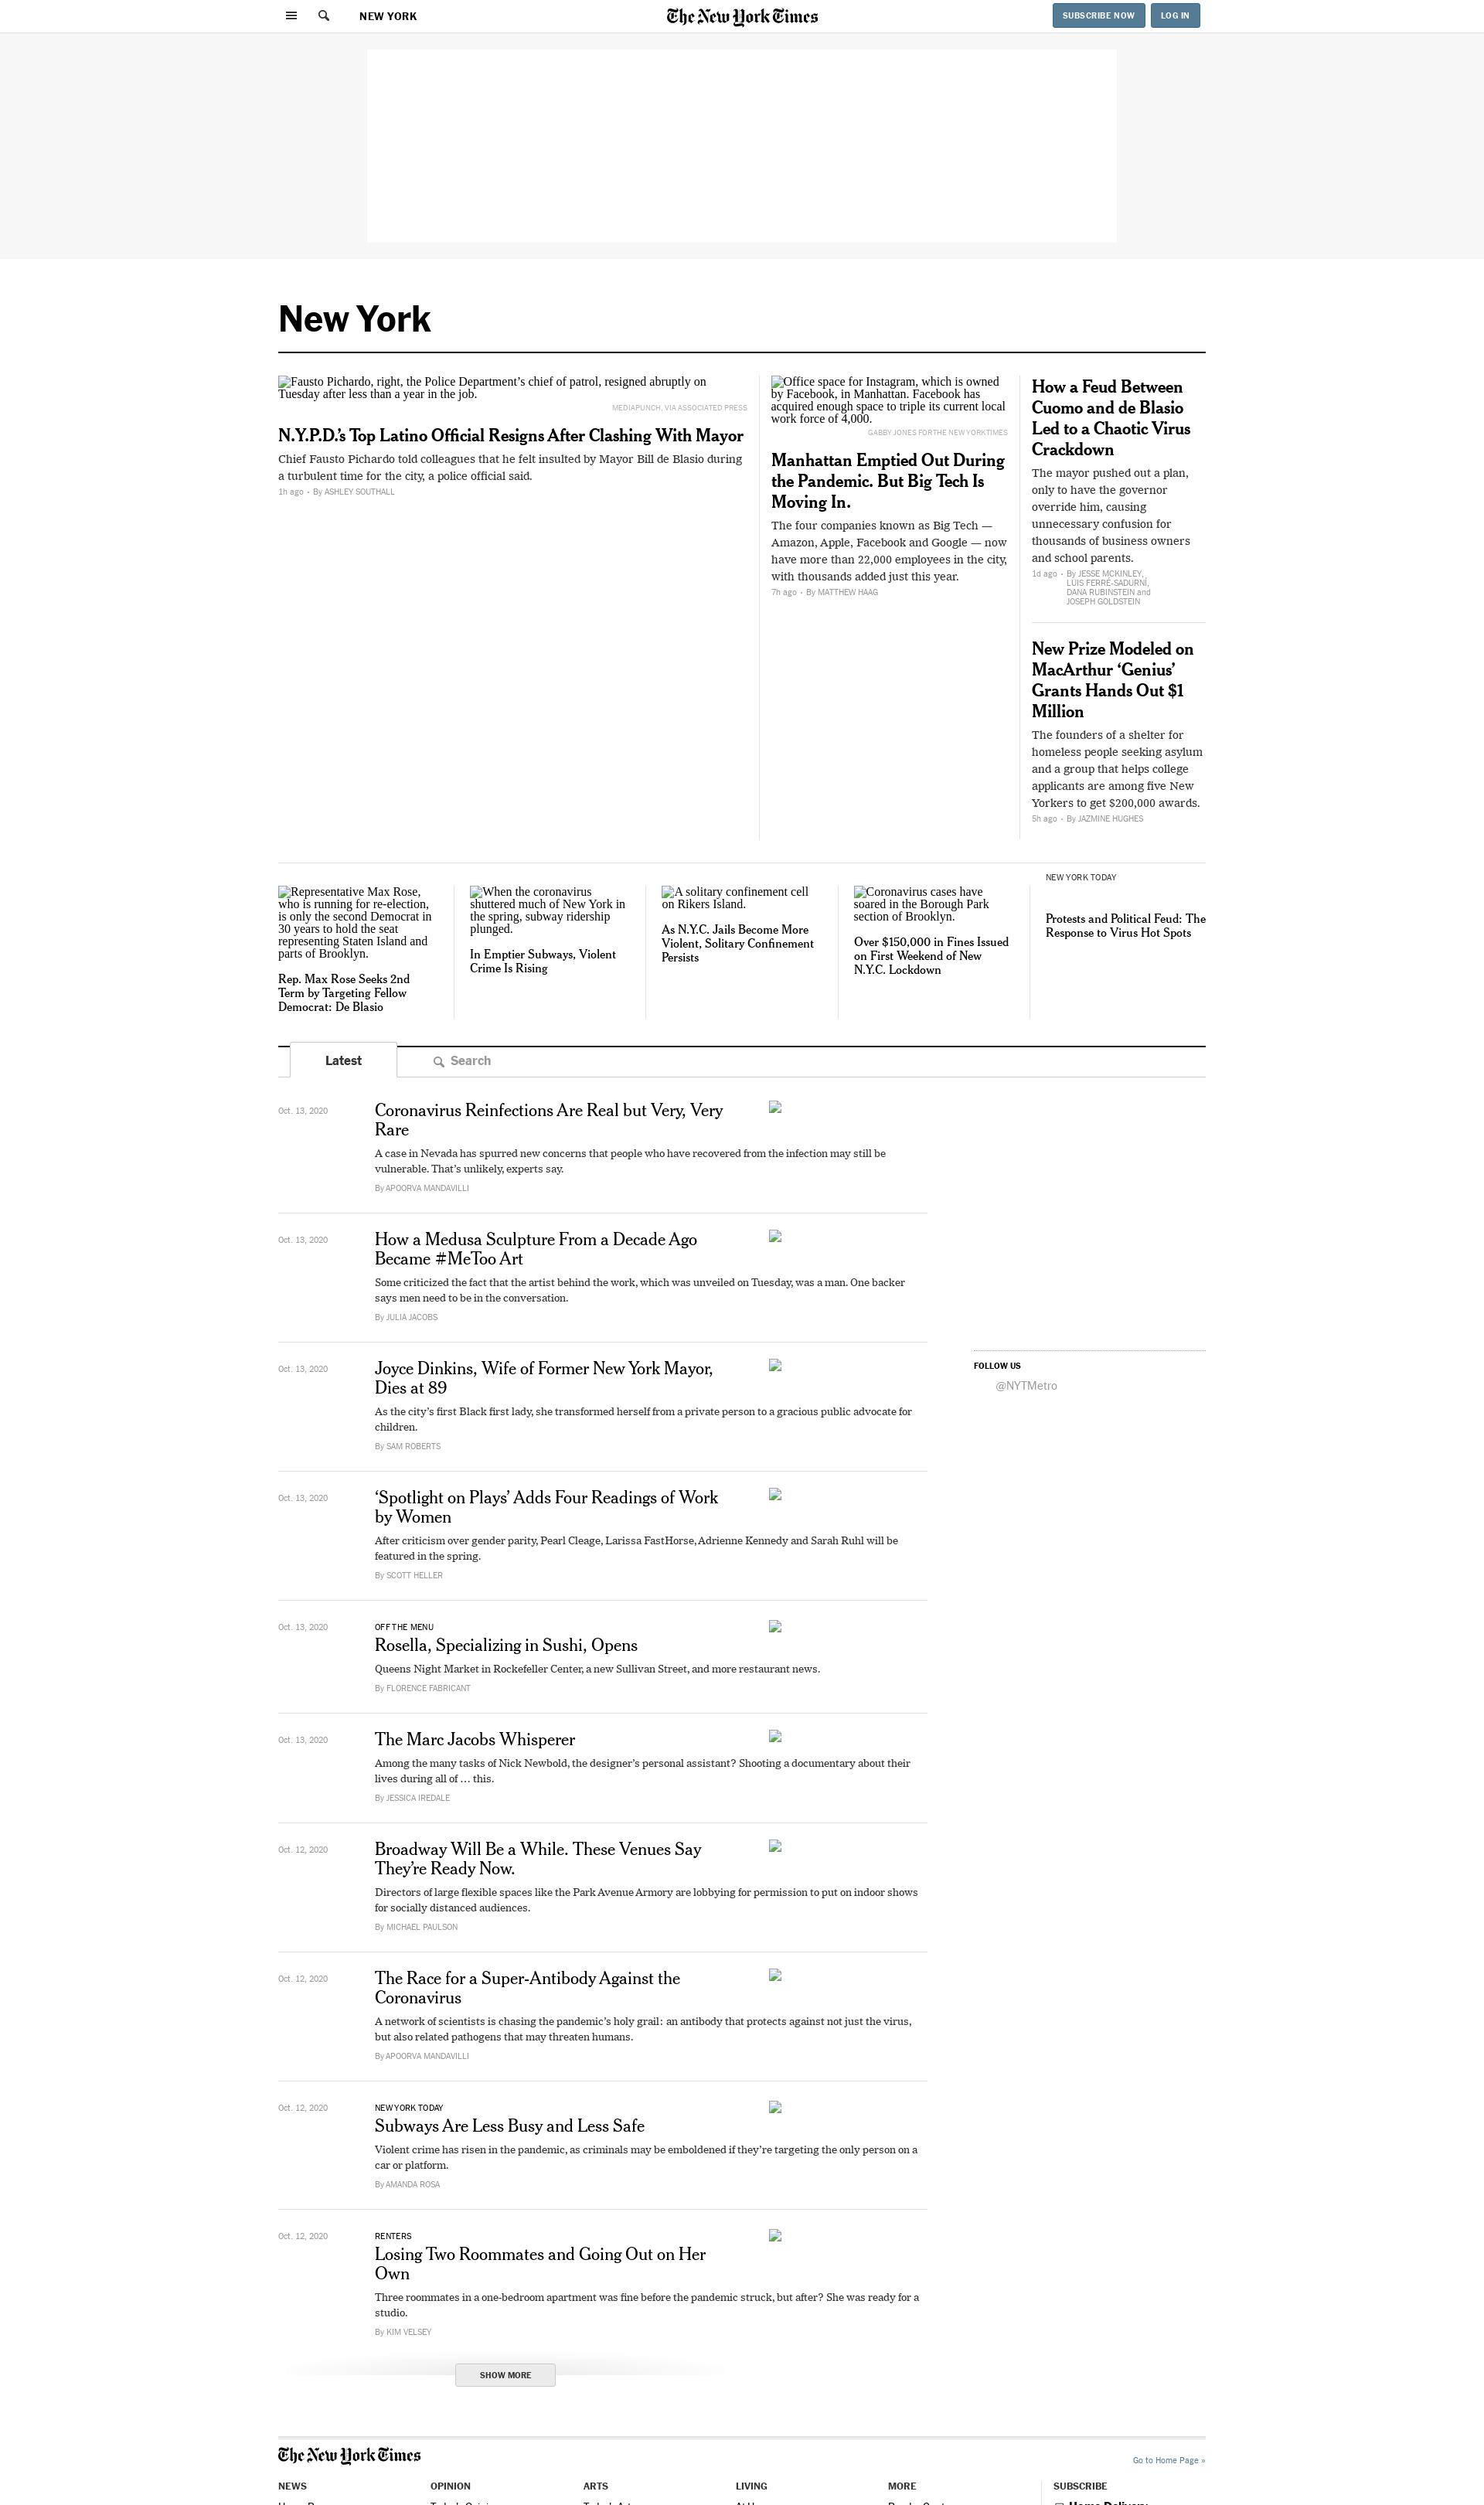 NEW YORK
The New York Times
SUBSCRIBE NOW
LOG IN
New York
Fausto Pichardo, right, the Police Department’s chief of patrol, resigned abruptly on
Tuesday after less than a year in the job.
MEDIAPUNCH, VIA ASSOCIATED PRESS
N.Y.P.D.’s Top Latino Official Resigns After Clashing With Mayor
Chief Fausto Pichardo told colleagues that he felt insulted by Mayor Bill de Blasio during
a turbulent time for the city, a police official said.
1h ago • By ASHLEY SOUTHALL
Office space for Instagram, which is owned
by Facebook, in Manhattan. Facebook has
acquired enough space to triple its current local
work force of 4,000.
GABBY JONES FOR THE NEW YORK TIMES
Manhattan Emptied Out During
the Pandemic. But Big Tech Is
Moving In.
The four companies known as Big Tech —
Amazon, Apple, Facebook and Google — now
have more than 22,000 employees in the city,
with thousands added just this year.
7h ago • By MATTHEW HAAG
How a Feud Between
Cuomo and de Blasio
Led to a Chaotic Virus
Crackdown
The mayor pushed out a plan,
only to have the governor
override him, causing
unnecessary confusion for
thousands of business owners
and school parents.
1d ago • By JESSE MCKINLEY,
LUIS FERRÉ-SADURNÍ,
DANA RUBINSTEIN and
JOSEPH GOLDSTEIN
New Prize Modeled on
MacArthur ‘Genius’
Grants Hands Out $1
Million
The founders of a shelter for
homeless people seeking asylum
and a group that helps college
applicants are among five New
Yorkers to get $200,000 awards.
5h ago • By JAZMINE HUGHES
Representative Max Rose,
who is running for re-election,
is only the second Democrat in
30 years to hold the seat
representing Staten Island and
parts of Brooklyn.
Rep. Max Rose Seeks 2nd
Term by Targeting Fellow
Democrat: De Blasio
When the coronavirus
shuttered much of New York in
the spring, subway ridership
plunged.
In Emptier Subways, Violent
Crime Is Rising
A solitary confinement cell
on Rikers Island.
As N.Y.C. Jails Become More
Violent, Solitary Confinement
Persists
Coronavirus cases have
soared in the Borough Park
section of Brooklyn.
Over $150,000 in Fines Issued
on First Weekend of New
N.Y.C. Lockdown
NEW YORK TODAY
Protests and Political Feud: The
Response to Virus Hot Spots
Latest
Search
Oct. 13, 2020
Coronavirus Reinfections Are Real but Very, Very
Rare
A case in Nevada has spurred new concerns that people who have recovered from the infection may still be
vulnerable. That’s unlikely, experts say.
By APOORVA MANDAVILLI
Oct. 13, 2020
How a Medusa Sculpture From a Decade Ago
Became #MeToo Art
Some criticized the fact that the artist behind the work, which was unveiled on Tuesday, was a man. One backer
says men need to be in the conversation.
By JULIA JACOBS
FOLLOW US
@NYTMetro
Oct. 13, 2020
Joyce Dinkins, Wife of Former New York Mayor,
Dies at 89
As the city’s first Black first lady, she transformed herself from a private person to a gracious public advocate for
children.
By SAM ROBERTS
Oct. 13, 2020
‘Spotlight on Plays’ Adds Four Readings of Work
by Women
After criticism over gender parity, Pearl Cleage, Larissa FastHorse, Adrienne Kennedy and Sarah Ruhl will be
featured in the spring.
By SCOTT HELLER
Oct. 13, 2020
OFF THE MENU
Rosella, Specializing in Sushi, Opens
Queens Night Market in Rockefeller Center, a new Sullivan Street, and more restaurant news.
By FLORENCE FABRICANT
Oct. 13, 2020
The Marc Jacobs Whisperer
Among the many tasks of Nick Newbold, the designer’s personal assistant? Shooting a documentary about their
lives during all of … this.
By JESSICA IREDALE
Oct. 12, 2020
Broadway Will Be a While. These Venues Say
They’re Ready Now.
Directors of large flexible spaces like the Park Avenue Armory are lobbying for permission to put on indoor shows
for socially distanced audiences.
By MICHAEL PAULSON
Oct. 12, 2020
The Race for a Super-Antibody Against the
Coronavirus
A network of scientists is chasing the pandemic’s holy grail: an antibody that protects against not just the virus,
but also related pathogens that may threaten humans.
By APOORVA MANDAVILLI
Oct. 12, 2020
NEW YORK TODAY
Subways Are Less Busy and Less Safe
Violent crime has risen in the pandemic, as criminals may be emboldened if they’re targeting the only person on a
car or platform.
By AMANDA ROSA
Oct. 12, 2020
RENTERS
Losing Two Roommates and Going Out on Her
Own
Three roommates in a one-bedroom apartment was fine before the pandemic struck, but after? She was ready for a
studio.
By KIM VELSEY
SHOW MORE
The New York Times
Go to Home Page »
NEWS
OPINION
ARTS
LIVING
MORE
SUBSCRIBE